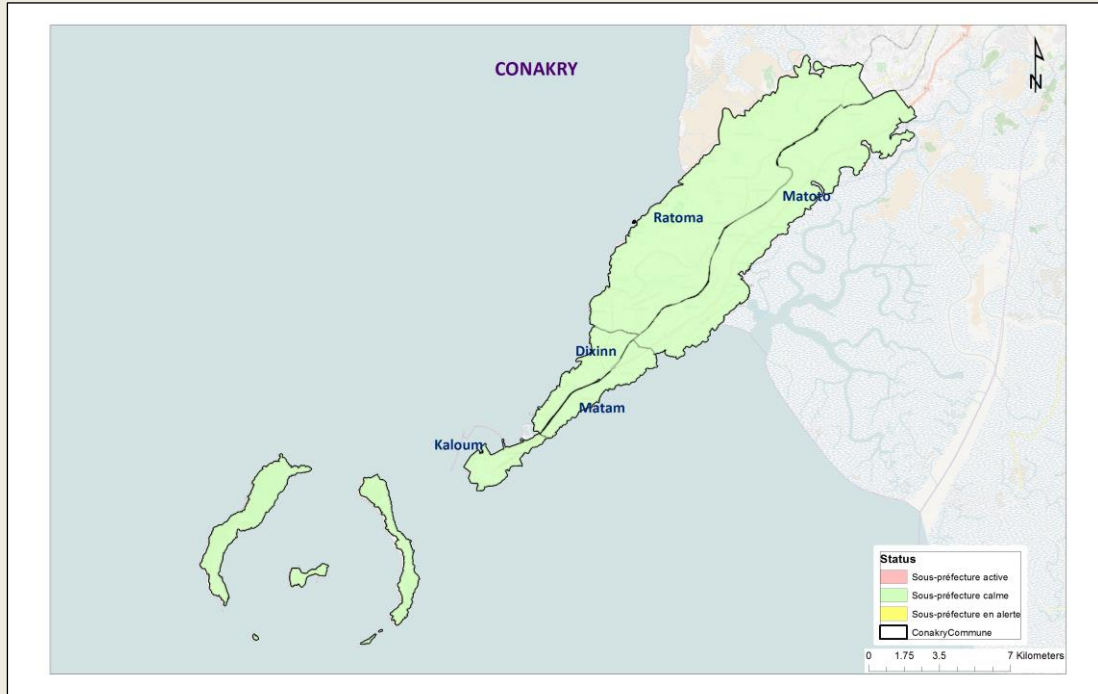 CONAKRY
N
Matoto
Ratoma
Dixinn
Matam
Kaloum
Status
Sous-préfecture active
Sous-préfecture calme
Sous-préfecture en alerte
ConakryCommune
0 1.75 3.5 7 Kilometers